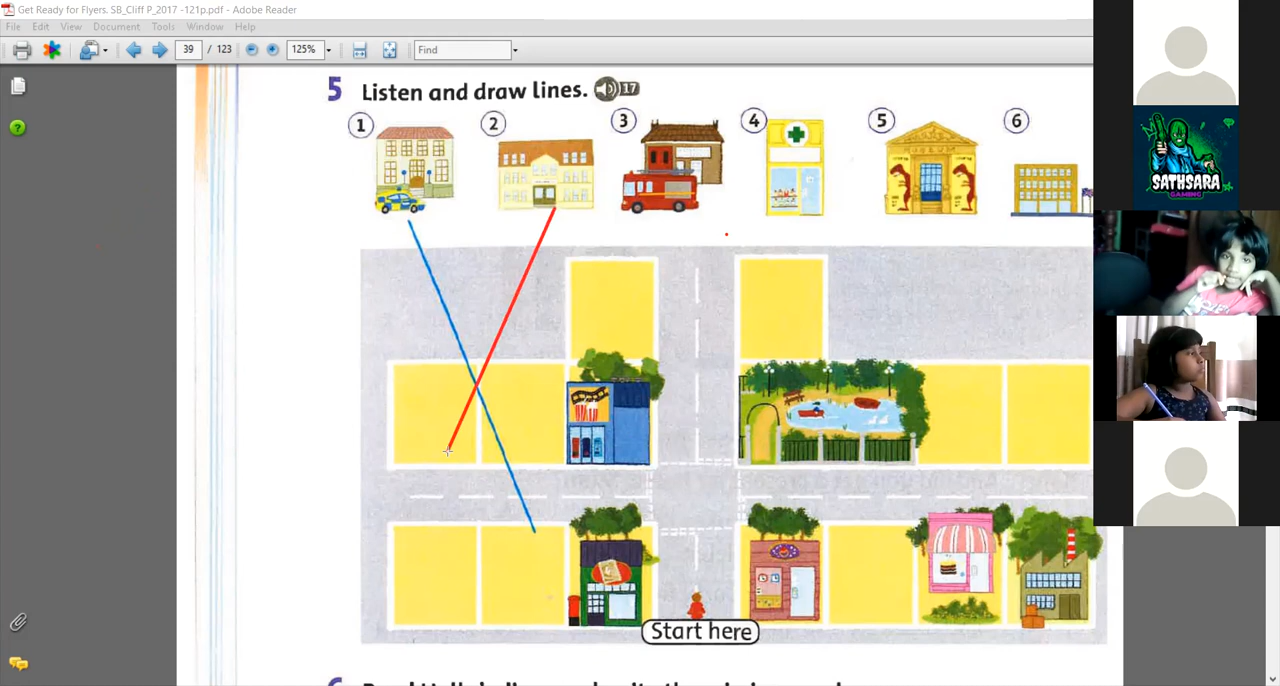 Get Ready for Flyers. SB_Cliff P_2017 -121p.pdf - Adobe Reader
File Edit View Document Tools Window Help
39 / 123 125% Find
5 Listen and draw lines. 17
1 2 3 4 5 6
MUSEUM
Start here
SATHSARA
GAMING